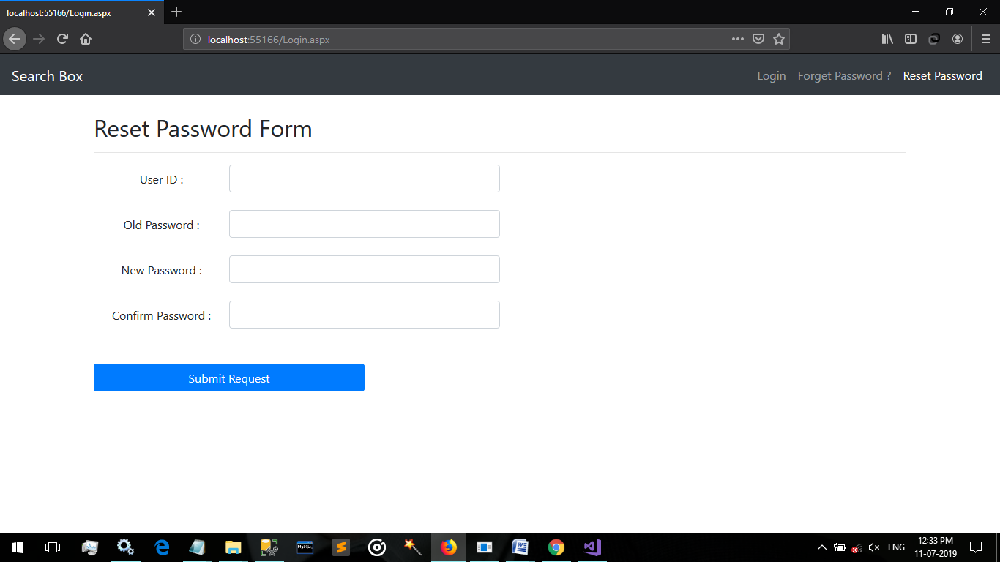 localhost:55166/Login.aspx
localhost:55166/Login.aspx
Search Box
Login Forget Password ? Reset Password
Reset Password Form
User ID :
Old Password :
New Password :
Confirm Password :
Submit Request
MySQL
ENG
12:33 PM
11-07-2019